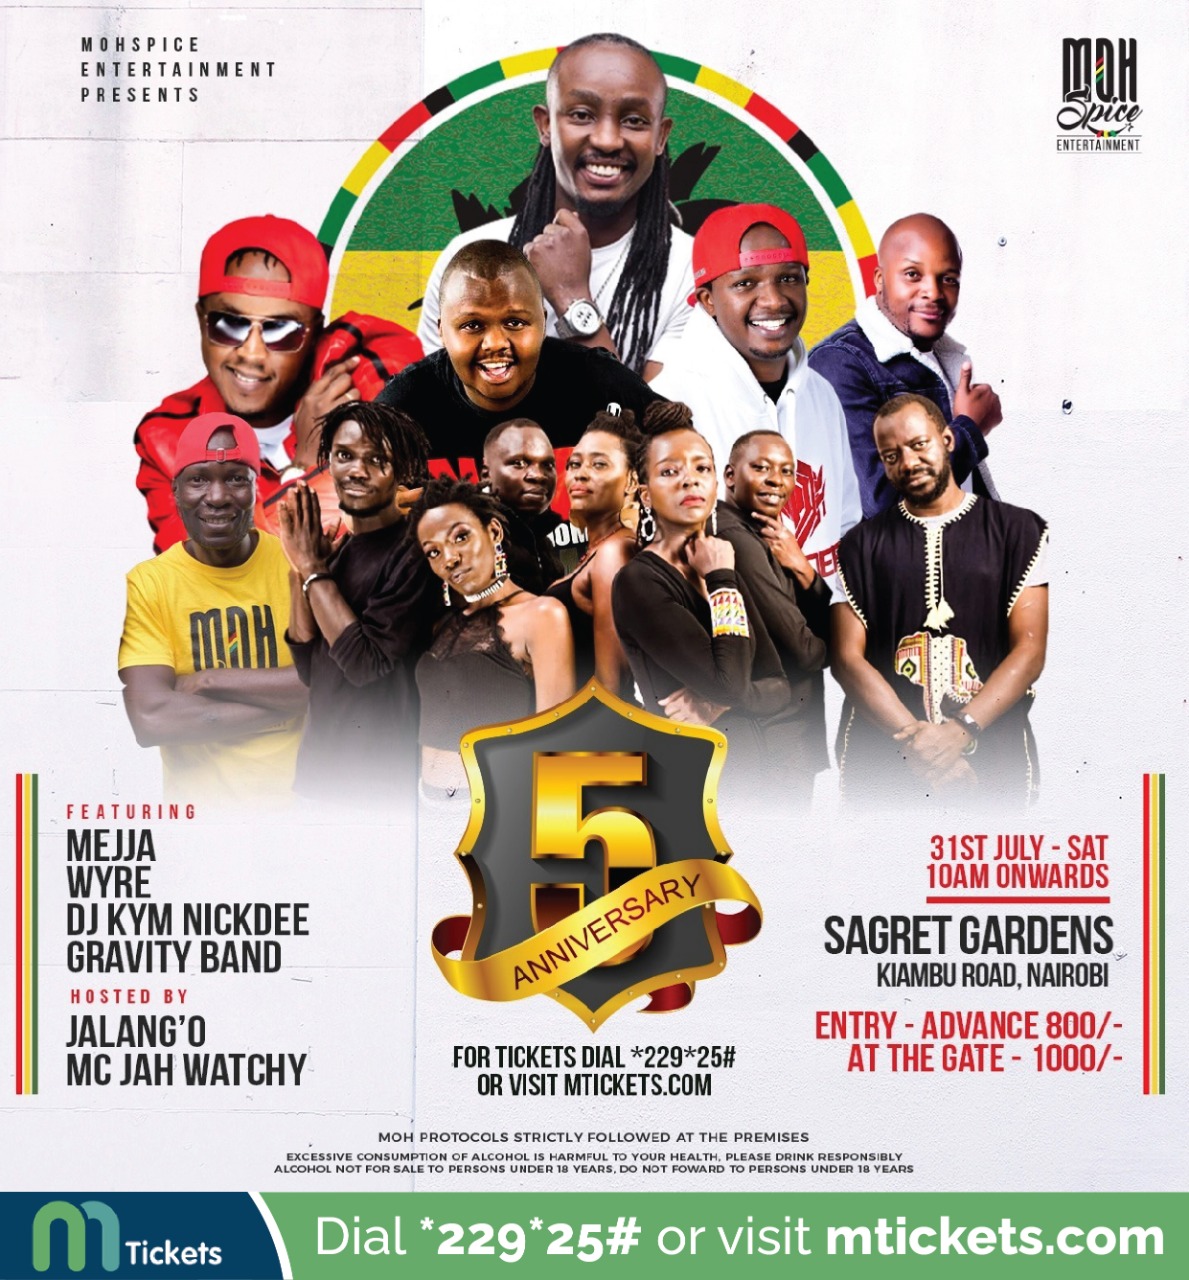 MOHSPICE
ENTERTAINMENT
PRESENTS
MOH
Spice
ENTERTAINMENT
MOH
FEATURING
MEJJA
WYRE
DJ KYM NICKDEE
GRAVITY BAND
HOSTED BY
JALANG'O
MC JAH WATCHY
5
ANNIVERSARY
FOR TICKETS DIAL *229*25#
OR VISIT MTICKETS.COM
31ST JULY - SAT
10AM ONWARDS
SAGRET GARDENS
KIAMBU ROAD, NAIROBI
ENTRY - ADVANCE 800/-
AT THE GATE - 1000/-
MOH PROTOCOLS STRICTLY FOLLOWED AT THE PREMISES
EXCESSIVE CONSUMPTION OF ALCOHOL IS HARMFUL TO YOUR HEALTH, PLEASE DRINK RESPONSIBLY
ALCOHOL NOT FOR SALE TO PERSONS UNDER 18 YEARS, DO NOT FOWARD TO PERSONS UNDER 18 YEARS
m Tickets
Dial *229*25# or visit mtickets.com